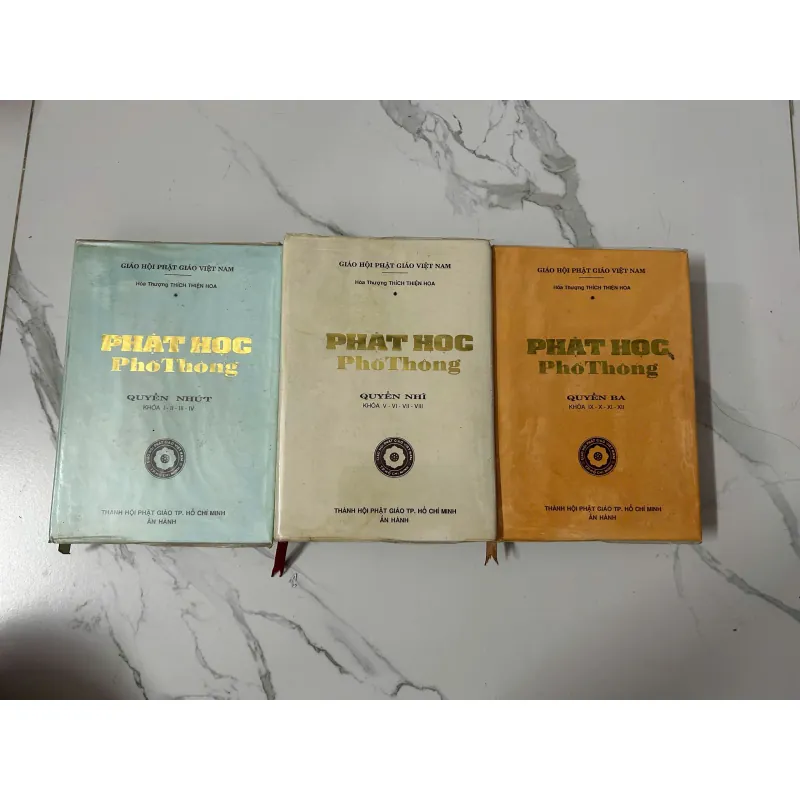 GIÁO HỘI PHẬT GIÁO VIỆT NAM
Hòa Thượng THÍCH THIỆN HOA
PHẬT HỌC
Phổ Thông
QUYỂN NHỨT
KHÓA I - II - III - IV
THÀNH HỘI PHẬT GIÁO TP. HỒ CHÍ MINH
ẤN HÀNH
GIÁO HỘI PHẬT GIÁO VIỆT NAM
Hòa Thượng THÍCH THIỆN HOA
PHẬT HỌC
Phổ Thông
QUYỂN NHÌ
KHÓA V - VI - VII - VIII
THÀNH HỘI PHẬT GIÁO TP. HỒ CHÍ MINH
ẤN HÀNH
GIÁO HỘI PHẬT GIÁO VIỆT NAM
Hòa Thượng THÍCH THIỆN HOA
PHẬT HỌC
Phổ Thông
QUYỂN BA
KHÓA IX - X - XI - XII
THÀNH HỘI PHẬT GIÁO TP. HỒ CHÍ MINH
ẤN HÀNH